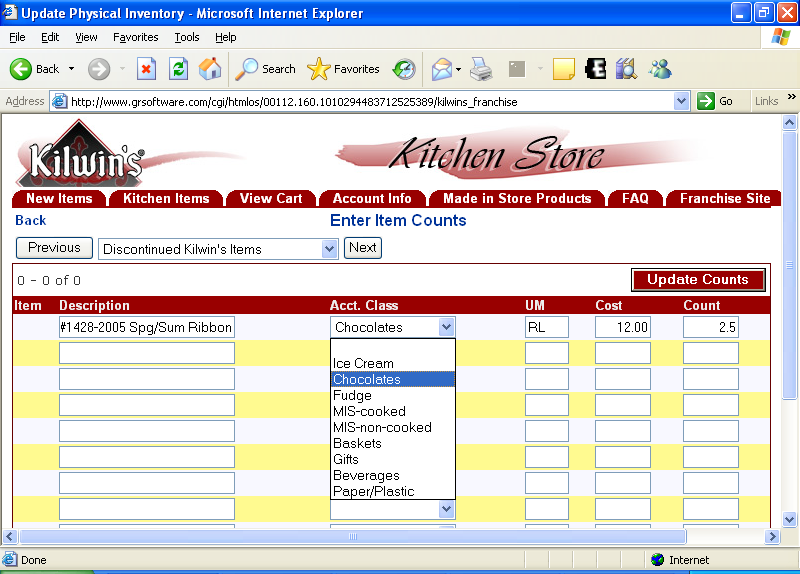 Update Physical Inventory - Microsoft Internet Explorer
File Edit View Favorites Tools Help
Back Search Favorites
Address http://www.grsoftware.com/cgi/htmlos/00112.160.1010294483712525389/kilwins_franchise Go Links »
Kilwin's® Kitchen Store
New Items Kitchen Items View Cart Account Info Made in Store Products FAQ Franchise Site
Back Enter Item Counts
Previous Discontinued Kilwin's Items Next
0 - 0 of 0 Update Counts
Item Description Acct. Class UM Cost Count
#1428-2005 Spg/Sum Ribbon Chocolates RL 12.00 2.5
Ice Cream
Chocolates
Fudge
MIS-cooked
MIS-non-cooked
Baskets
Gifts
Beverages
Paper/Plastic
Done Internet